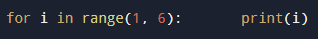 for i in range(1, 6):       print(i)